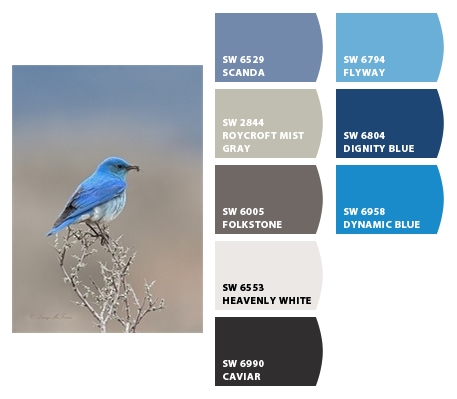 SW 6529
SCANDA
SW 6794
FLYWAY
SW 2844
ROYCROFT MIST
GRAY
SW 6804
DIGNITY BLUE
SW 6005
FOLKSTONE
SW 6958
DYNAMIC BLUE
SW 6553
HEAVENLY WHITE
SW 6990
CAVIAR